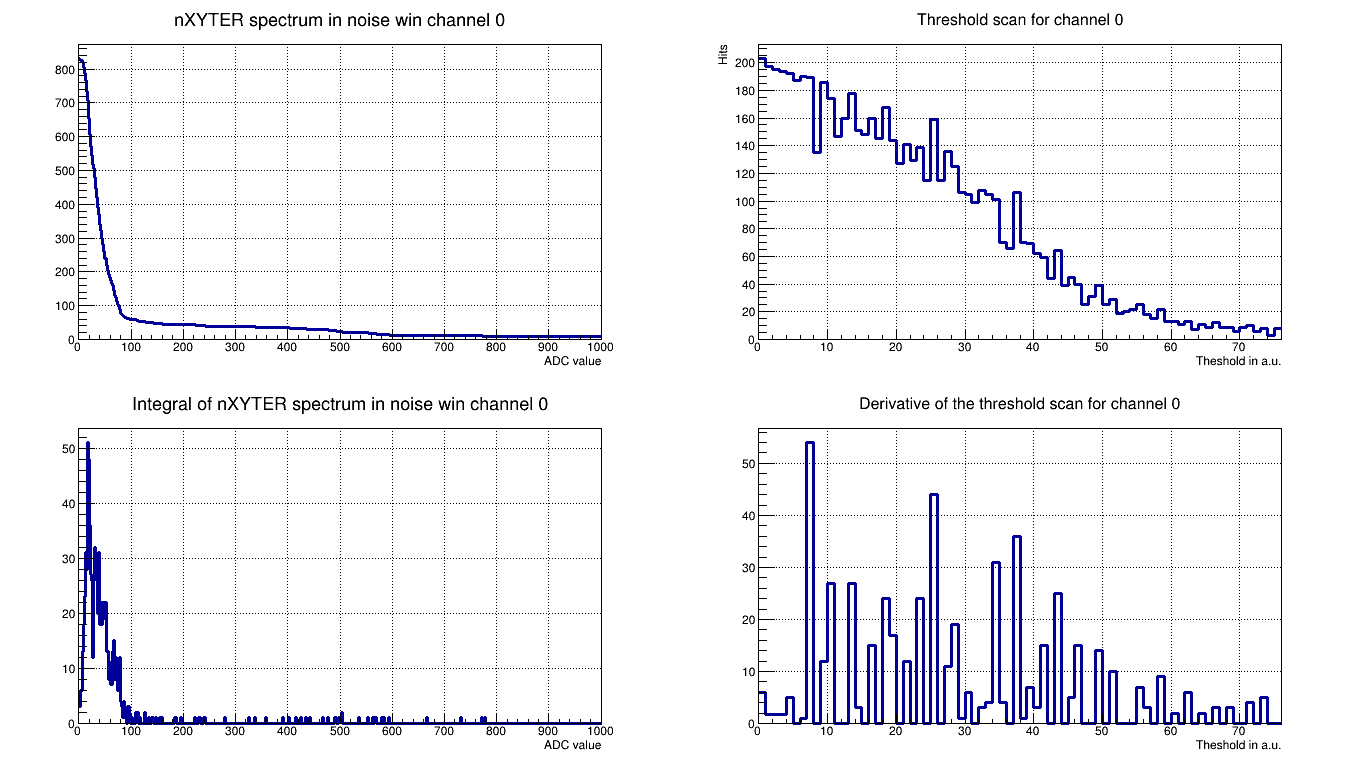 nXYTER spectrum in noise win channel 0
800
700
600
500
400
300
200
100
0
0 100 200 300 400 500 600 700 800 900 1000
ADC value
Threshold scan for channel 0
Hits
200
180
160
140
120
100
80
60
40
20
0
0 10 20 30 40 50 60 70
Theshold in a.u.
Integral of nXYTER spectrum in noise win channel 0
50
40
30
20
10
0
0 100 200 300 400 500 600 700 800 900 1000
ADC value
Derivative of the threshold scan for channel 0
50
40
30
20
10
0
0 10 20 30 40 50 60 70
Theshold in a.u.